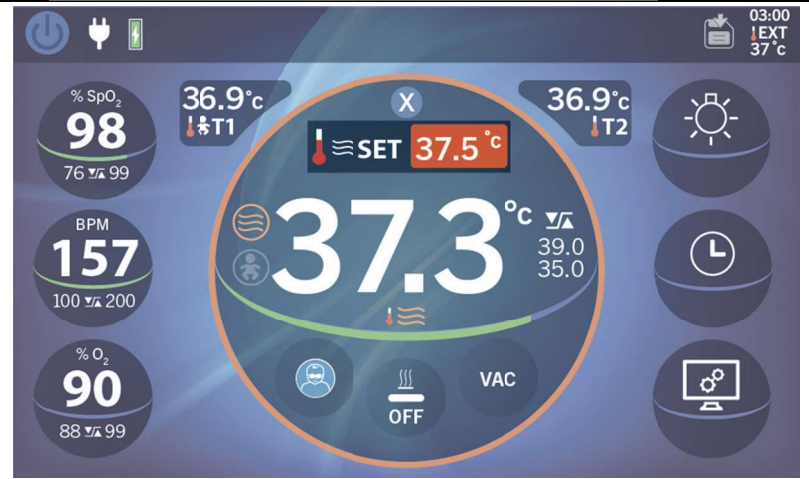 03:00
EXT
37 °C
% SpO₂
98
76 99
36.9°c
T1
X
SET 37.5 °C
36.9°c
T2
37.3 °C
39.0
35.0
BPM
157
100 200
% O₂
90
88 99
OFF
VAC